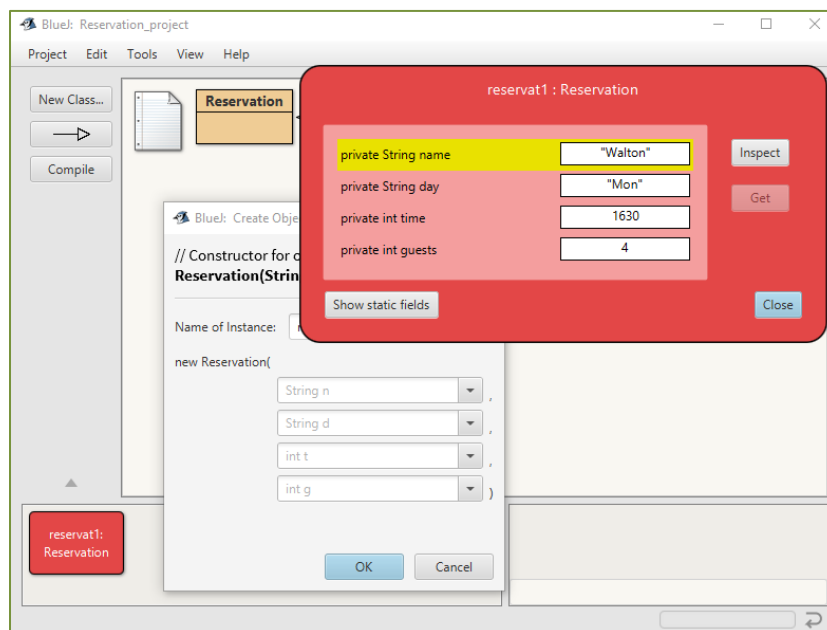 BlueJ: Reservation_project
Project Edit Tools View Help
New Class...
Compile
Reservation
reservat1 : Reservation
private String name "Walton"
private String day "Mon"
private int time 1630
private int guests 4
Inspect
Get
Show static fields
Close
BlueJ: Create Obje
// Constructor for o
Reservation(Strin
Name of Instance:
new Reservation(
String n ,
String d ,
int t ,
int g )
OK Cancel
reservat1:
Reservation